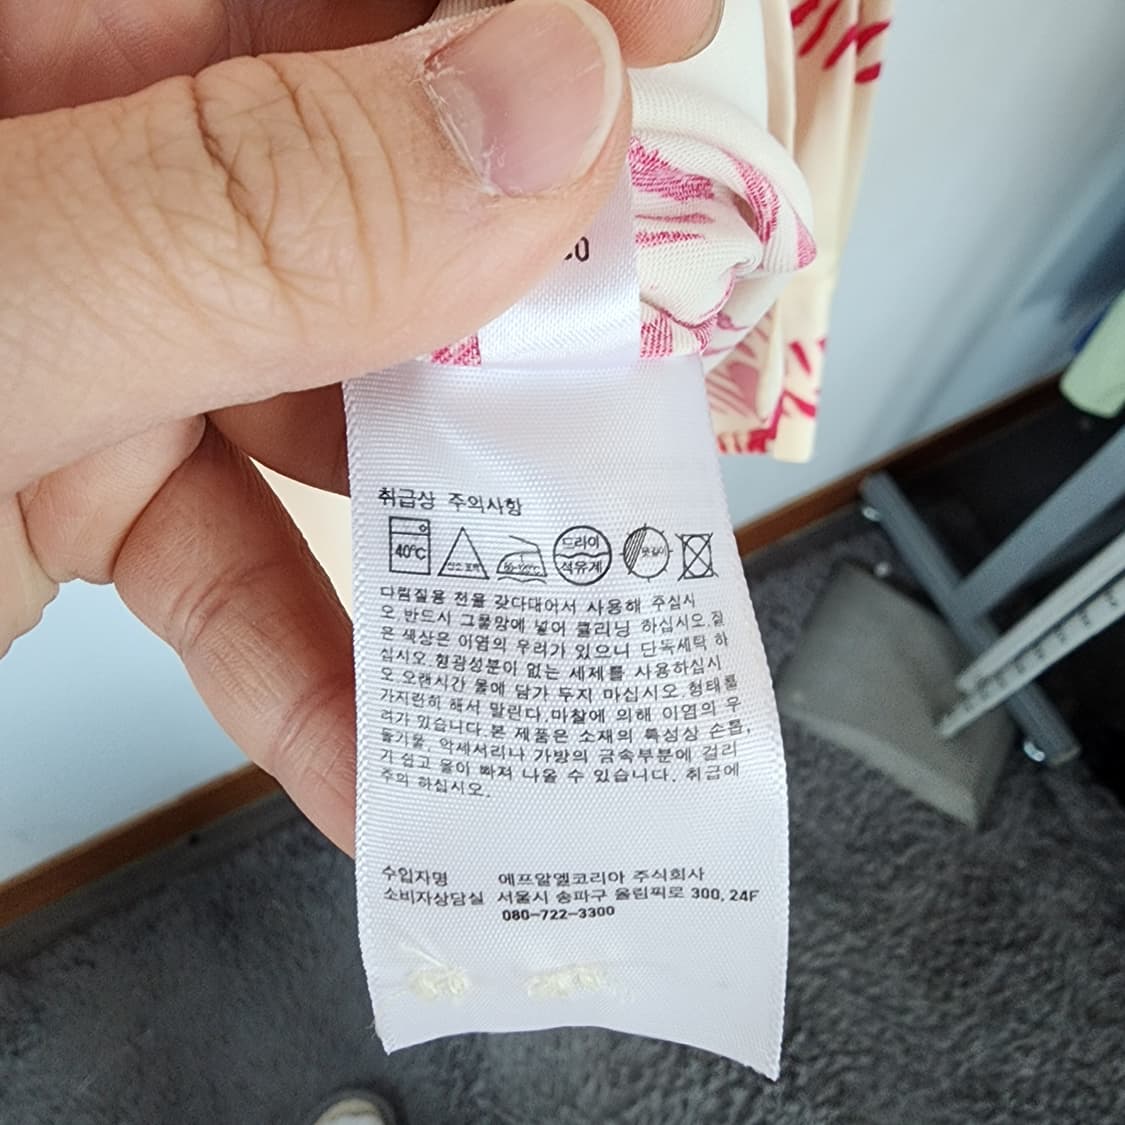 취급상 주의사항
40℃ 산소 표백 80~120℃ 드라이 석유계 옷걸이
다림질용 천을 갖다대어서 사용해 주십시
오.반드시 그물망에 넣어 클리닝 하십시오.짙
은 색상은 이염의 우려가 있으니 단독세탁 하
십시오.형광성분이 없는 세제를 사용하십시
오.오랜시간 물에 담가 두지 마십시오.형태를
가지런히 해서 말린다.마찰에 의해 이염의 우
려가 있습니다.본 제품은 소재의 특성상 손톱,
돌기물, 악세서리나 가방의 금속부분에 걸리
기 쉽고 올이 빠져 나올 수 있습니다. 취급에
주의 하십시오.
수입자명 에프알엘코리아 주식회사
소비자상담실 서울시 송파구 올림픽로 300, 24F
080-722-3300